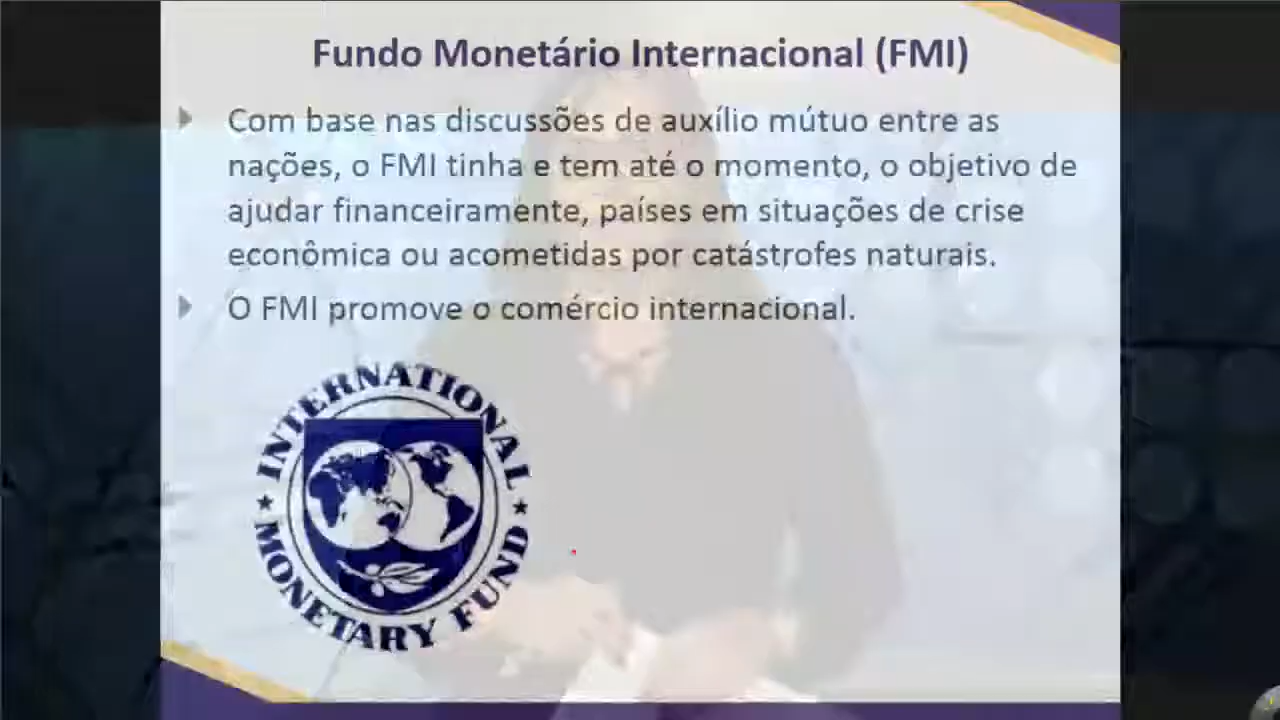 Fundo Monetário Internacional (FMI)
Com base nas discussões de auxílio mútuo entre as
nações, o FMI tinha e tem até o momento, o objetivo de
ajudar financeiramente, países em situações de crise
econômica ou acometidas por catástrofes naturais.
O FMI promove o comércio internacional.
INTERNATIONAL
MONETARY FUND